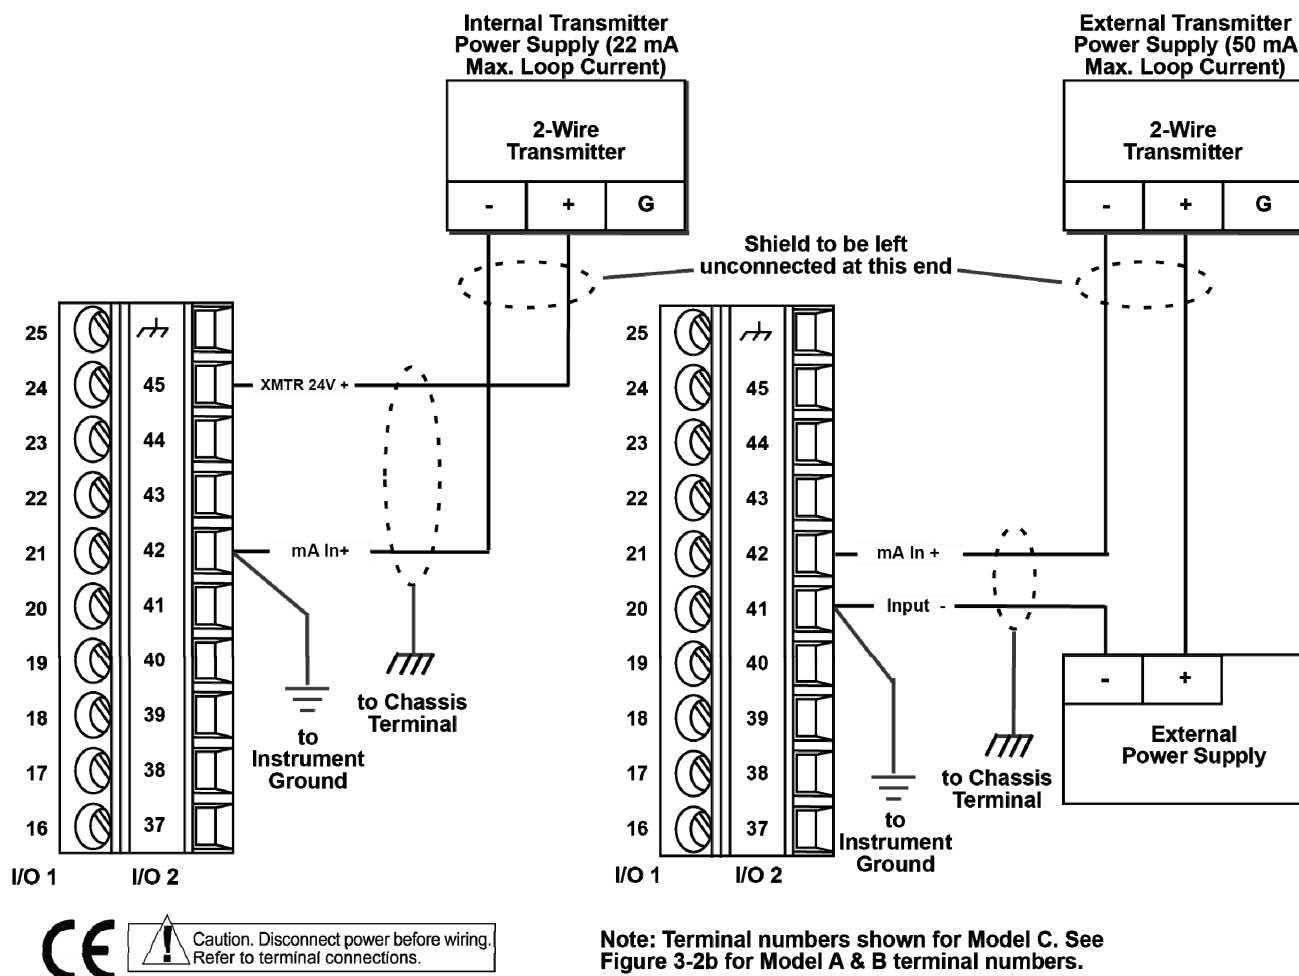 Internal Transmitter
Power Supply (22 mA
Max. Loop Current)
2-Wire
Transmitter
- + G
External Transmitter
Power Supply (50 mA
Max. Loop Current)
2-Wire
Transmitter
- + G
Shield to be left
unconnected at this end
25
24 45
23 44
22 43
21 42
20 41
19 40
18 39
17 38
16 37
I/O 1 I/O 2
XMTR 24V +
mA In+
to
Instrument
Ground
to Chassis
Terminal
25
24 45
23 44
22 43
21 42
20 41
19 40
18 39
17 38
16 37
I/O 1 I/O 2
mA In +
Input -
to
Instrument
Ground
to Chassis
Terminal
- +
External
Power Supply
CE
Caution. Disconnect power before wiring.
Refer to terminal connections.
Note: Terminal numbers shown for Model C. See
Figure 3-2b for Model A & B terminal numbers.